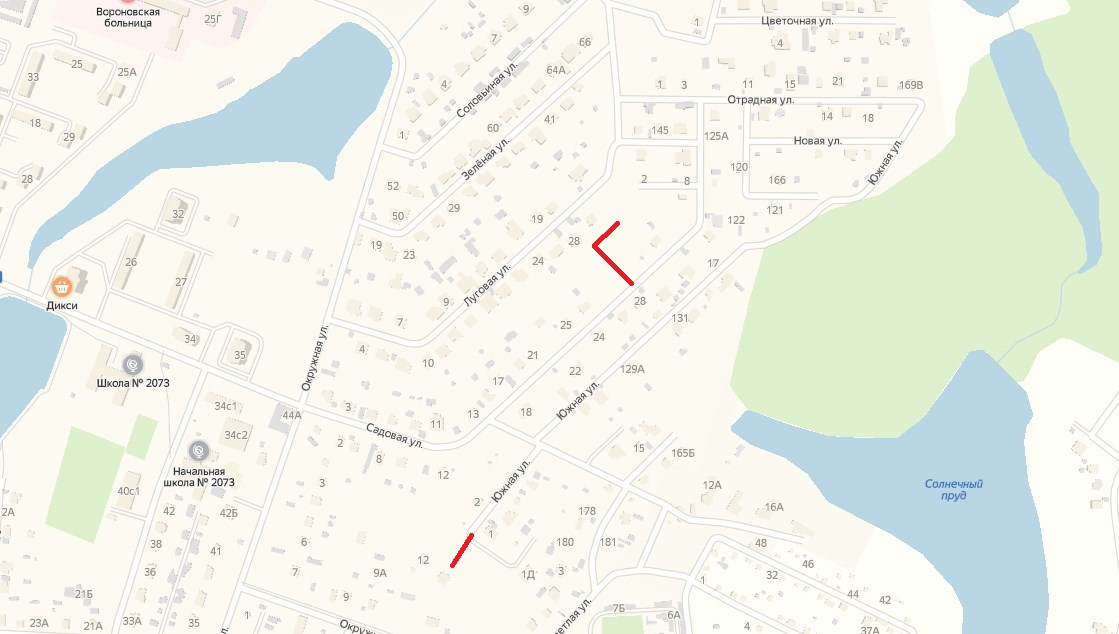 Вороновская
больница
25Г
9
1
Цветочная ул.
7
66
4
33
25
25А
64А
4
Соловьиная ул.
1
3
11
15
21
169В
Отрадная ул.
18
29
1
60
41
14
18
145
125А
Новая ул.
Зелёная ул.
28
52
120
166
Южная ул.
2
8
32
50
29
19
122
121
19
23
28
26
24
17
27
Луговая ул.
9
28
Дикси
7
25
131
34
24
35
4
10
21
Окружная ул.
22
129А
Школа № 2073
17
Южная ул.
34с1
44А
3
13
18
11
34с2
Садовая ул.
2
8
15
165Б
Начальная
школа № 2073
12
3
Южная ул.
12А
Солнечный
пруд
40с1
2
16А
2А
42
42Б
178
1
38
6
180
181
48
41
12
46
36
7
9А
1Д
3
32
1
44
42
21Б
9
7Б
6А
23А
21А
1
Окружн
ветлая ул.
37А
ул.